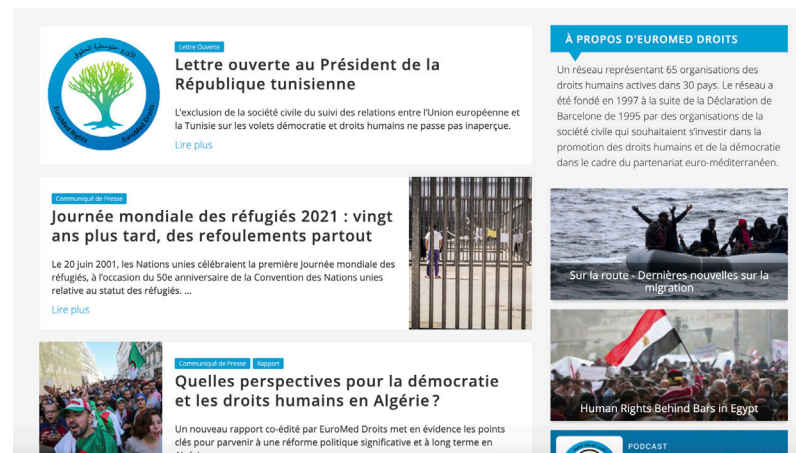 الأورو-متوسطية للحقوق
EuroMed Rights
EuroMed Droits
Lettre Ouverte
Lettre ouverte au Président de la
République tunisienne
L'exclusion de la société civile du suivi des relations entre l'Union européenne et
la Tunisie sur les volets démocratie et droits humains ne passe pas inaperçue.
Lire plus
Communiqué de Presse
Journée mondiale des réfugiés 2021 : vingt
ans plus tard, des refoulements partout
Le 20 juin 2001, les Nations unies célébraient la première Journée mondiale des
réfugiés, à l'occasion du 50e anniversaire de la Convention des Nations unies
relative au statut des réfugiés. ...
Lire plus
Communiqué de Presse
Rapport
Quelles perspectives pour la démocratie
et les droits humains en Algérie ?
Un nouveau rapport co-édité par EuroMed Droits met en évidence les points
clés pour parvenir à une réforme politique significative et à long terme en
À PROPOS D'EUROMED DROITS
Un réseau représentant 65 organisations des
droits humains actives dans 30 pays. Le réseau a
été fondé en 1997 à la suite de la Déclaration de
Barcelone de 1995 par des organisations de la
société civile qui souhaitaient s'investir dans la
promotion des droits humains et de la démocratie
dans le cadre du partenariat euro-méditerranéen.
Sur la route - Dernières nouvelles sur la
migration
Human Rights Behind Bars in Egypt
PODCAST